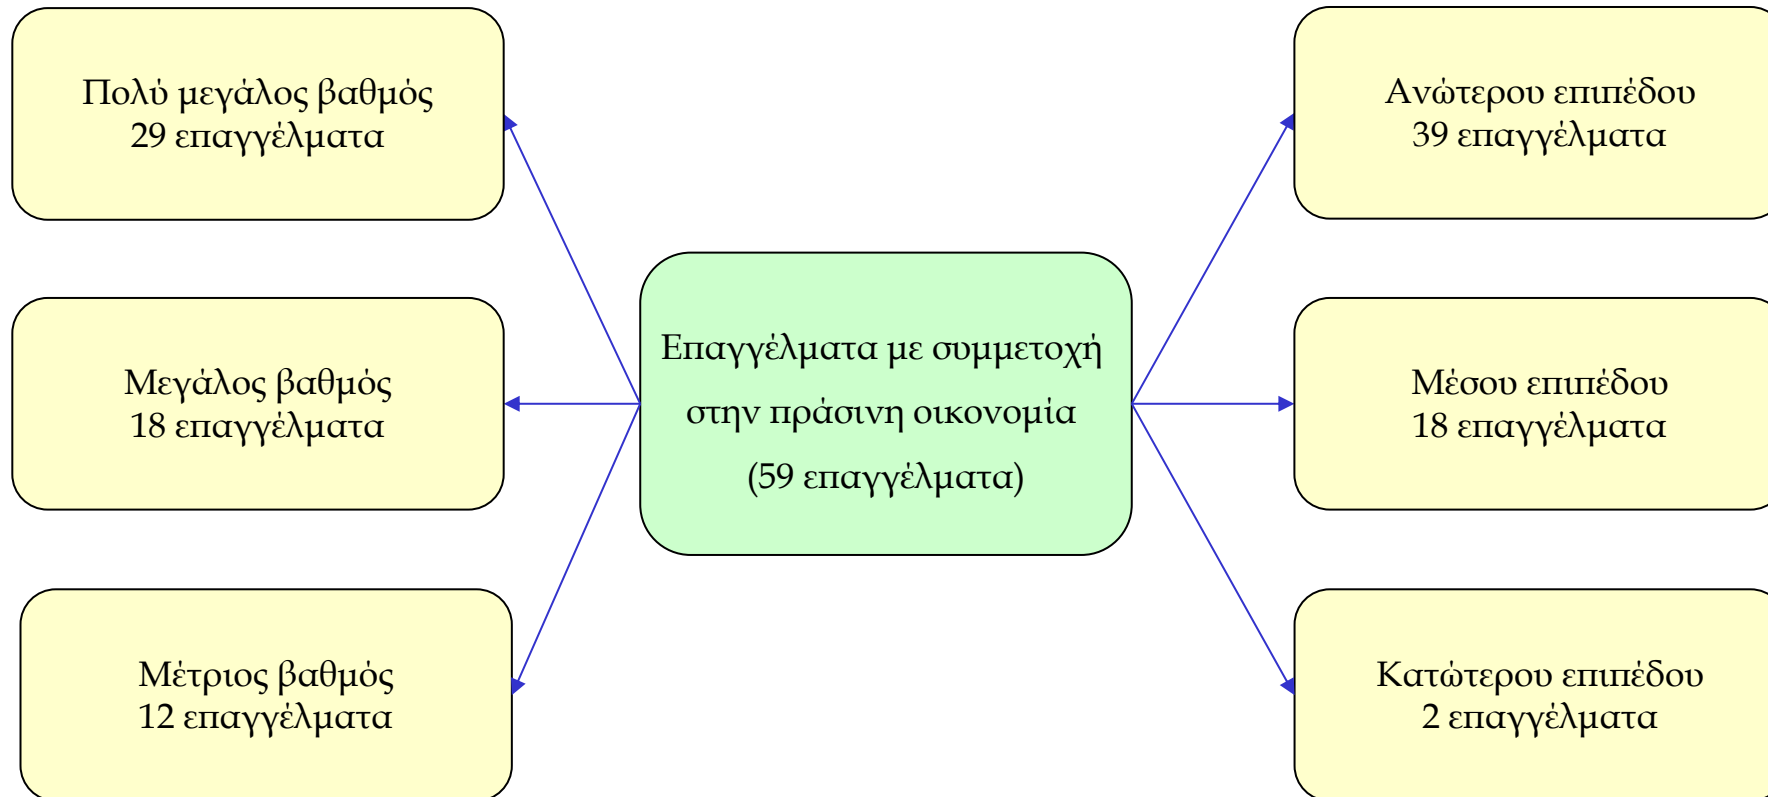 Πολύ μεγάλος βαθμός
29 επαγγέλματα
Μεγάλος βαθμός
18 επαγγέλματα
Μέτριος βαθμός
12 επαγγέλματα
Επαγγέλματα με συμμετοχή
στην πράσινη οικονομία
(59 επαγγέλματα)
Ανώτερου επιπέδου
39 επαγγέλματα
Μέσου επιπέδου
18 επαγγέλματα
Κατώτερου επιπέδου
2 επαγγέλματα